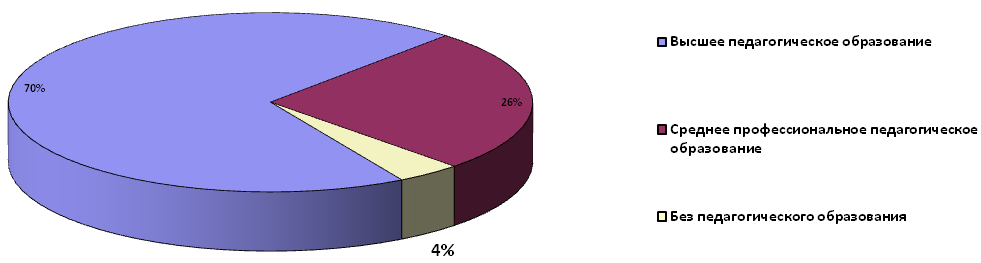 70%
26%
4%
Высшее педагогическое образование
Среднее профессиональное педагогическое
образование
Без педагогического образования